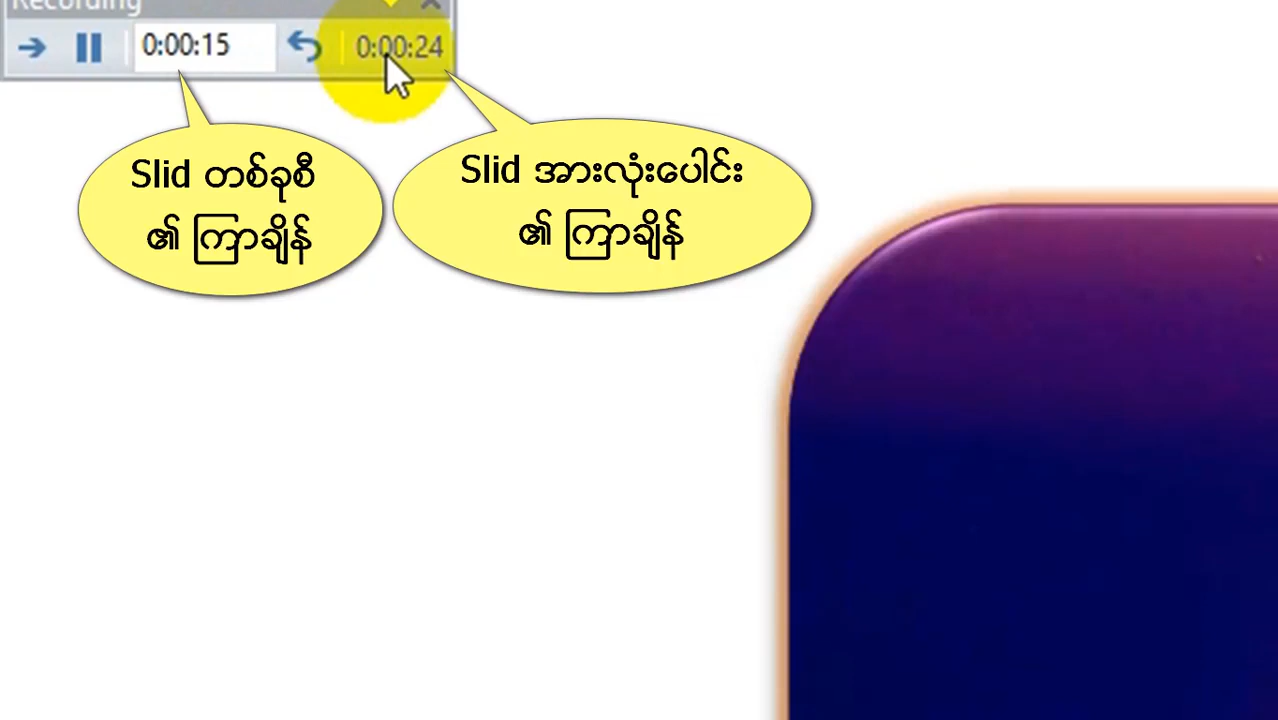 Recording
0:00:15 0:00:24
Slid တစ်ခုစီ
၏ ကြာချိန်
Slid အားလုံးပေါင်း
၏ ကြာချိန်